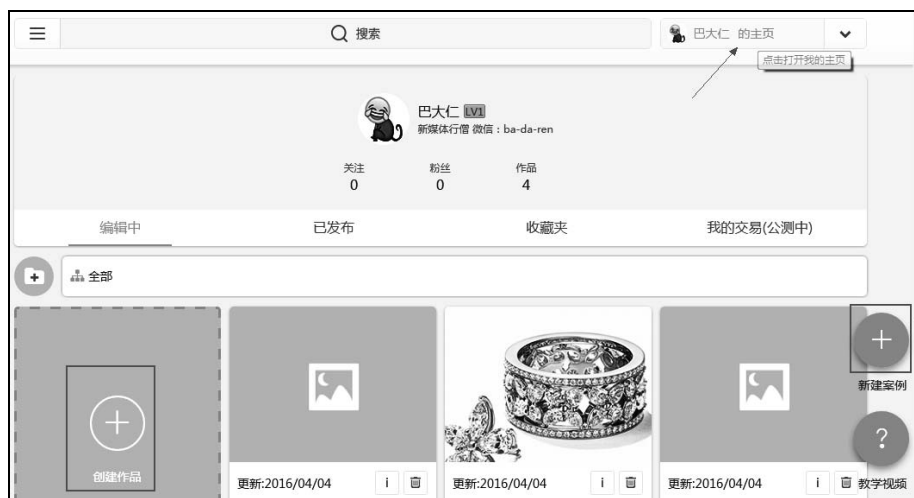 搜索
巴大仁 的主页
点击打开我的主页
巴大仁 LV1
新媒体行僧 微信：ba-da-ren
关注 粉丝 作品
0 0 4
编辑中 已发布 收藏夹 我的交易(公测中)
全部
新建案例
创建作品
?
更新:2016/04/04 i 更新:2016/04/04 i 更新:2016/04/04 i 教学视频